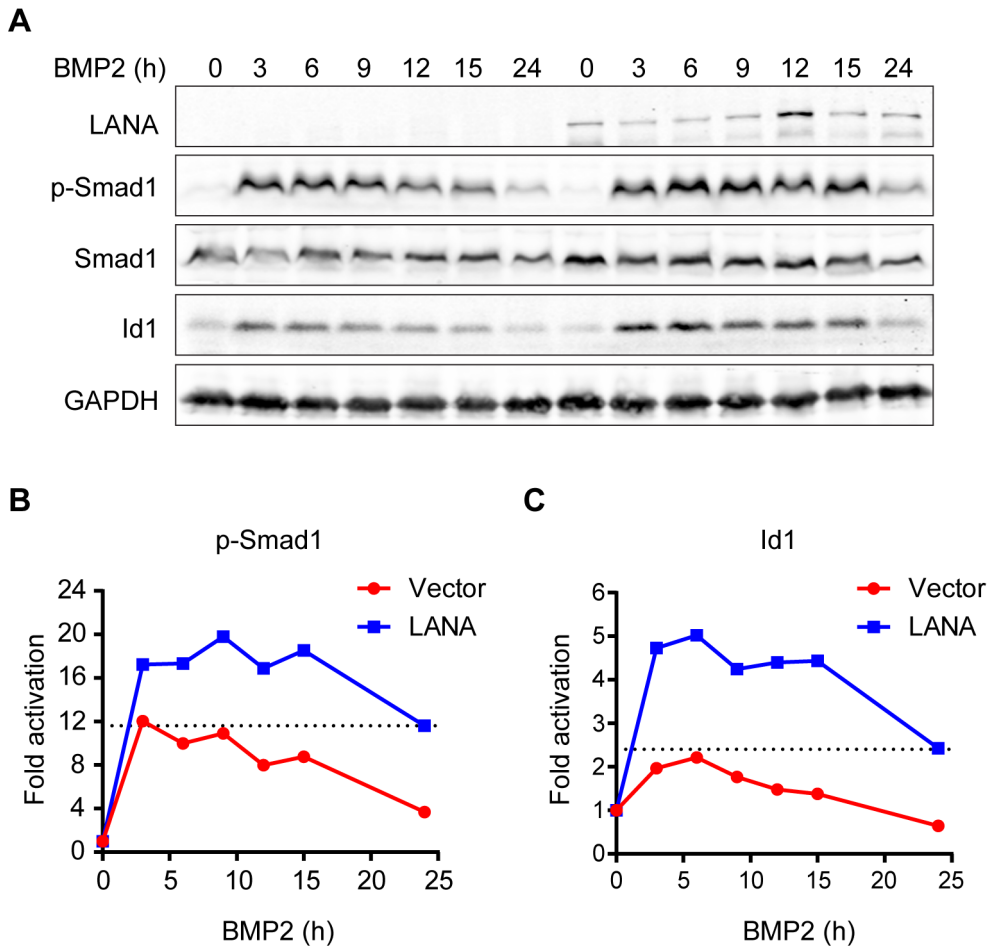 A
BMP2 (h) 0 3 6 9 12 15 24 0 3 6 9 12 15 24
LANA
p-Smad1
Smad1
Id1
GAPDH
B
p-Smad1
Vector
LANA
Fold activation
24
20
16
12
8
4
0
0 5 10 15 20 25
BMP2 (h)
C
Id1
Vector
LANA
Fold activation
6
5
4
3
2
1
0
0 5 10 15 20 25
BMP2 (h)